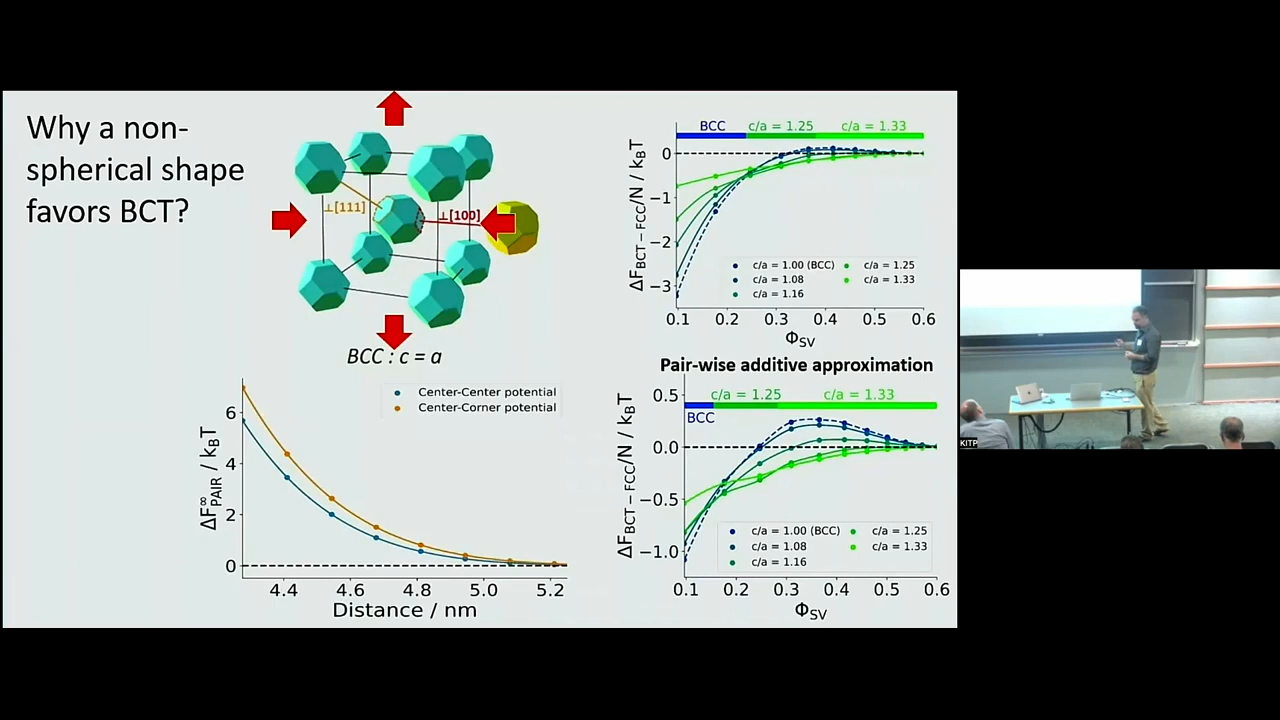 Why a non-
spherical shape
favors BCT?
⊥[111]
⊥[100]
BCC : c = a
Center-Center potential
Center-Corner potential
6
4
2
0
ΔF∞PAIR / kBT
4.4 4.6 4.8 5.0 5.2
Distance / nm
BCC c/a = 1.25 c/a = 1.33
0
−1
−2
−3
ΔFBCT − FCC/N / kBT
c/a = 1.00 (BCC) c/a = 1.25
c/a = 1.08 c/a = 1.33
c/a = 1.16
0.1 0.2 0.3 0.4 0.5 0.6
ΦSV
Pair-wise additive approximation
c/a = 1.25 c/a = 1.33
BCC
0.5
0.0
−0.5
−1.0
ΔFBCT − FCC/N / kBT
c/a = 1.00 (BCC) c/a = 1.25
c/a = 1.08 c/a = 1.33
c/a = 1.16
0.1 0.2 0.3 0.4 0.5 0.6
ΦSV
KITP